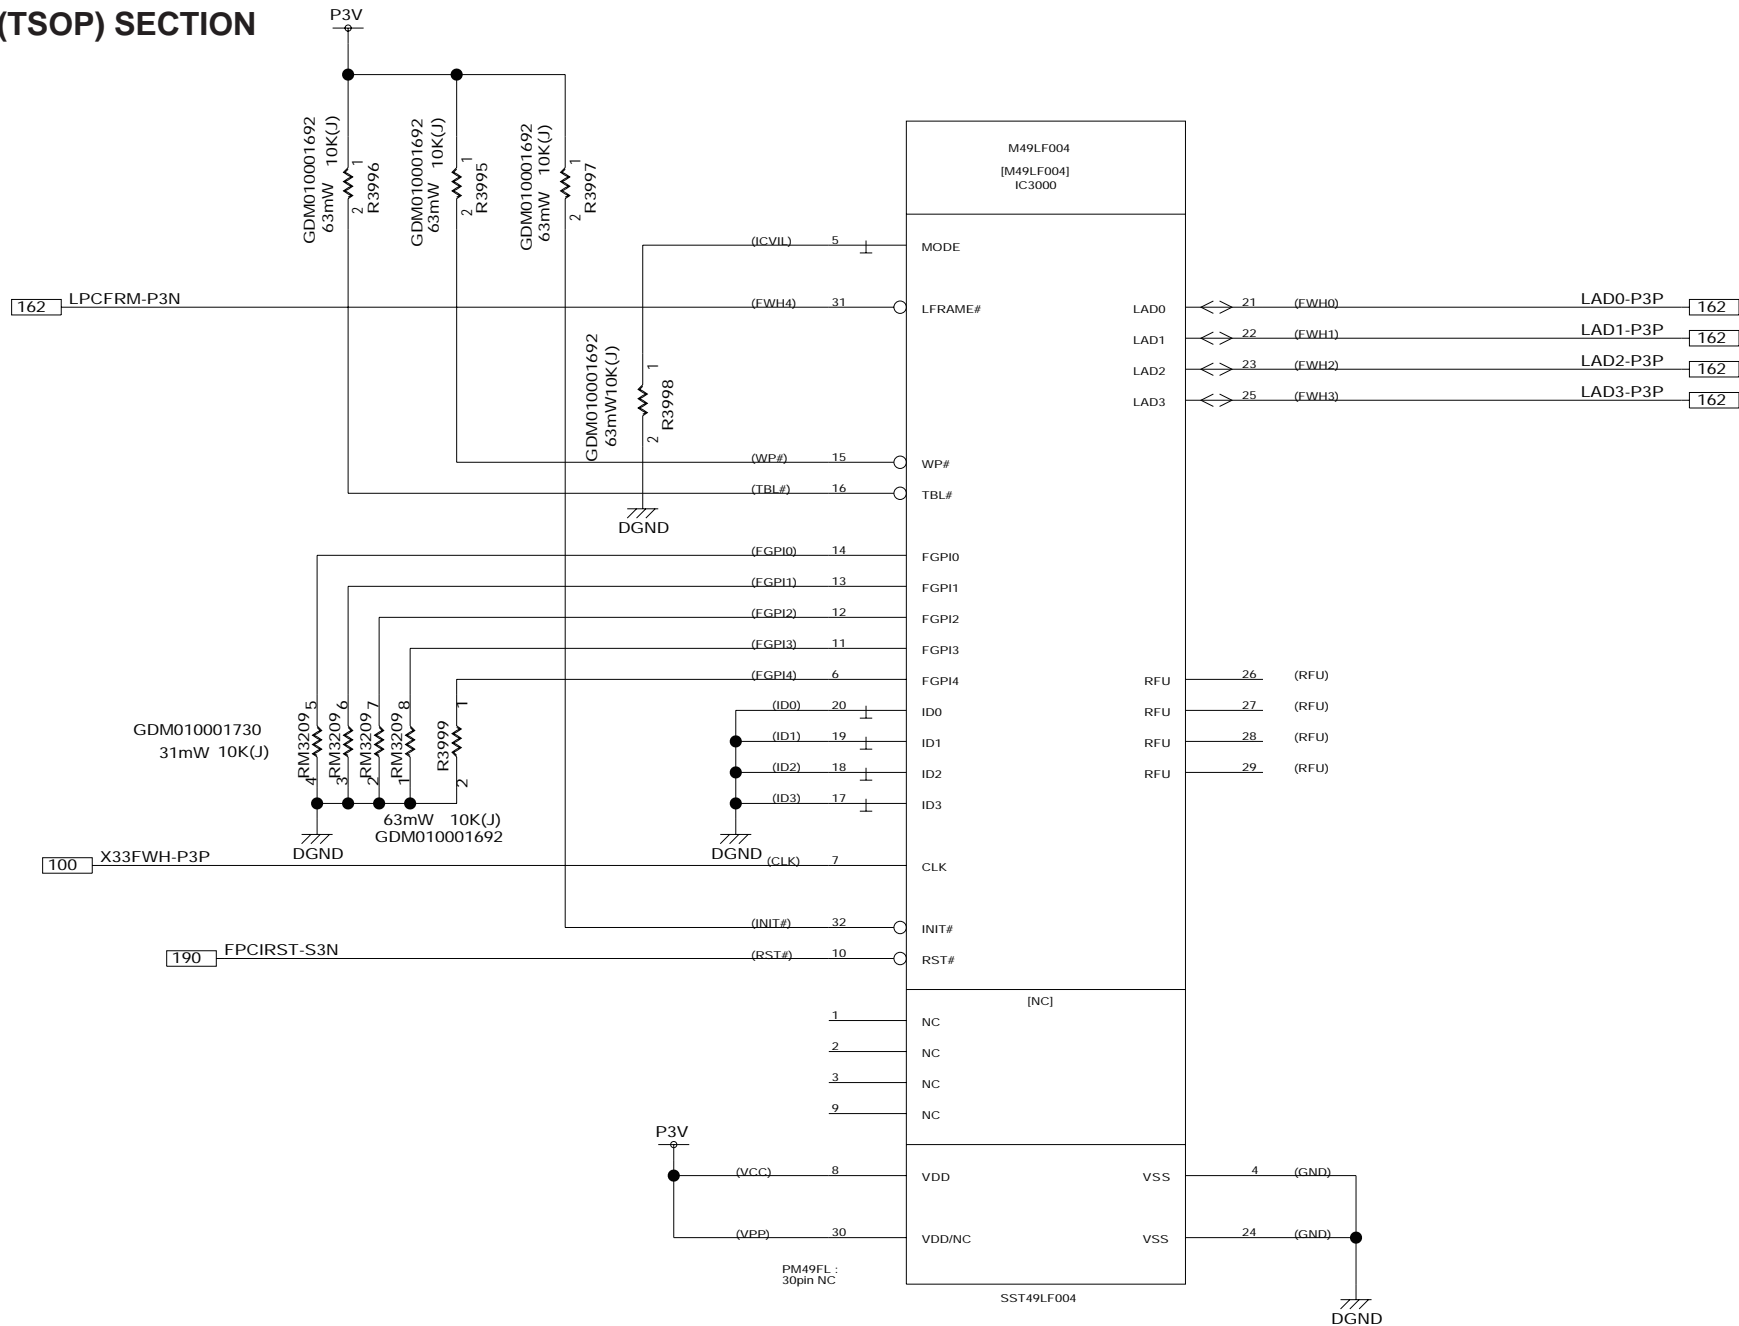 (TSOP) SECTION
P3V
GDM010001692
63mW 10K(J)
1
2
R3996
GDM010001692
63mW 10K(J)
1
2
R3995
GDM010001692
63mW 10K(J)
1
2
R3997
M49LF004
[M49LF004]
IC3000
(ICVIL) 5 MODE
162 LPCFRM-P3N (FWH4) 31 LFRAME#
LAD0 21 (FWH0) LAD0-P3P 162
LAD1 22 (FWH1) LAD1-P3P 162
LAD2 23 (FWH2) LAD2-P3P 162
LAD3 25 (FWH3) LAD3-P3P 162
GDM010001692
63mW10K(J)
1
2
R3998
DGND
(WP#) 15 WP#
(TBL#) 16 TBL#
(FGPI0) 14 FGPI0
(FGPI1) 13 FGPI1
(FGPI2) 12 FGPI2
(FGPI3) 11 FGPI3
(FGPI4) 6 FGPI4
RFU 26 (RFU)
(ID0) 20 ID0
RFU 27 (RFU)
(ID1) 19 ID1
RFU 28 (RFU)
(ID2) 18 ID2
RFU 29 (RFU)
(ID3) 17 ID3
GDM010001730
31mW 10K(J)
RM3209 5 4
RM3209 6 3
RM3209 7 2
RM3209 8 1
R3999 1 2
63mW 10K(J)
GDM010001692
DGND
DGND
100 X33FWH-P3P (CLK) 7 CLK
(INIT#) 32 INIT#
190 FPCIRST-S3N (RST#) 10 RST#
[NC]
1 NC
2 NC
3 NC
9 NC
P3V
(VCC) 8 VDD
VSS 4 (GND)
(VPP) 30 VDD/NC
VSS 24 (GND)
PM49FL :
30pin NC
SST49LF004
DGND